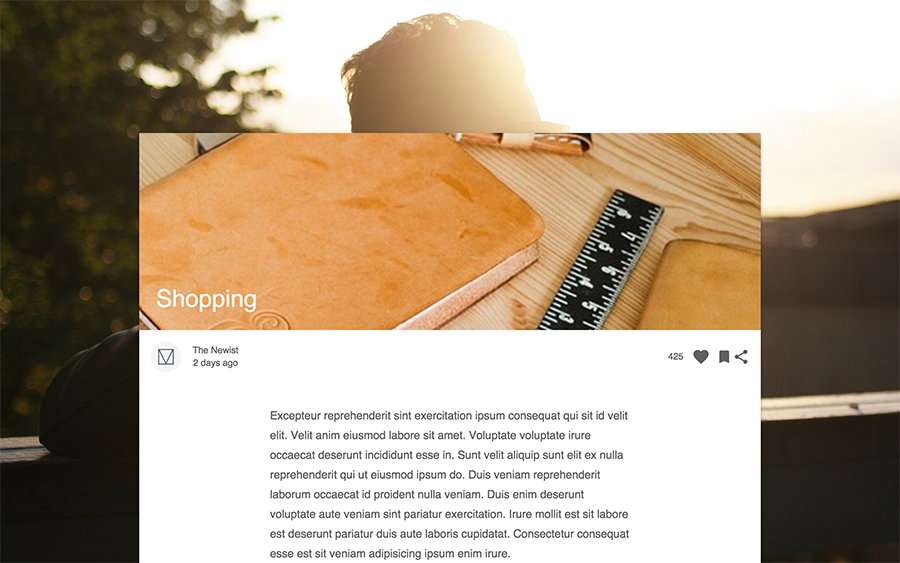 Shopping
The Newist
2 days ago
425
Excepteur reprehenderit sint exercitation ipsum consequat qui sit id velit
elit. Velit anim eiusmod labore sit amet. Voluptate voluptate irure
occaecat deserunt incididunt esse in. Sunt velit aliquip sunt elit ex nulla
reprehenderit qui ut eiusmod ipsum do. Duis veniam reprehenderit
laborum occaecat id proident nulla veniam. Duis enim deserunt
voluptate aute veniam sint pariatur exercitation. Irure mollit est sit labore
est deserunt pariatur duis aute laboris cupidatat. Consectetur consequat
esse est sit veniam adipisicing ipsum enim irure.